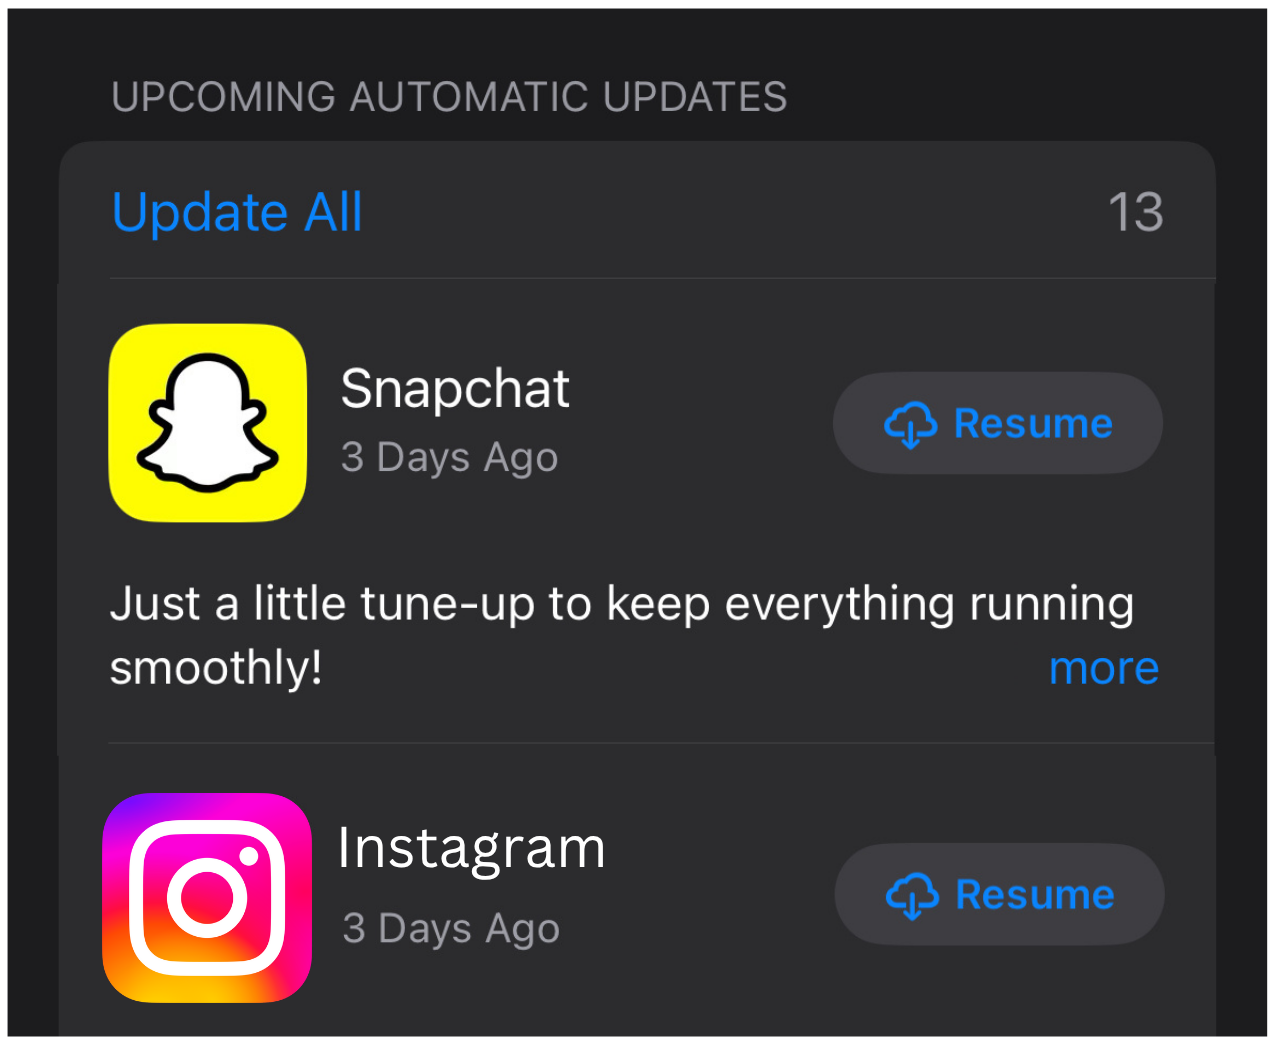 UPCOMING AUTOMATIC UPDATES
Update All 13
Snapchat
3 Days Ago
Resume
Just a little tune-up to keep everything running
smoothly! more
Instagram
3 Days Ago
Resume